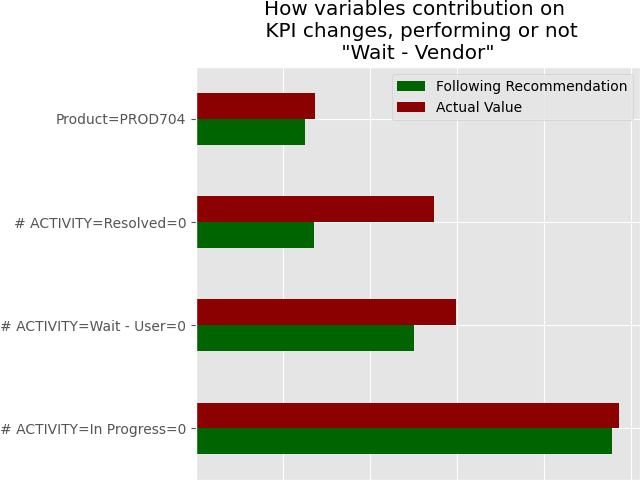 How variables contribution on
KPI changes, performing or not
"Wait - Vendor"
Following Recommendation
Actual Value
Product=PROD704
# ACTIVITY=Resolved=0
# ACTIVITY=Wait - User=0
# ACTIVITY=In Progress=0